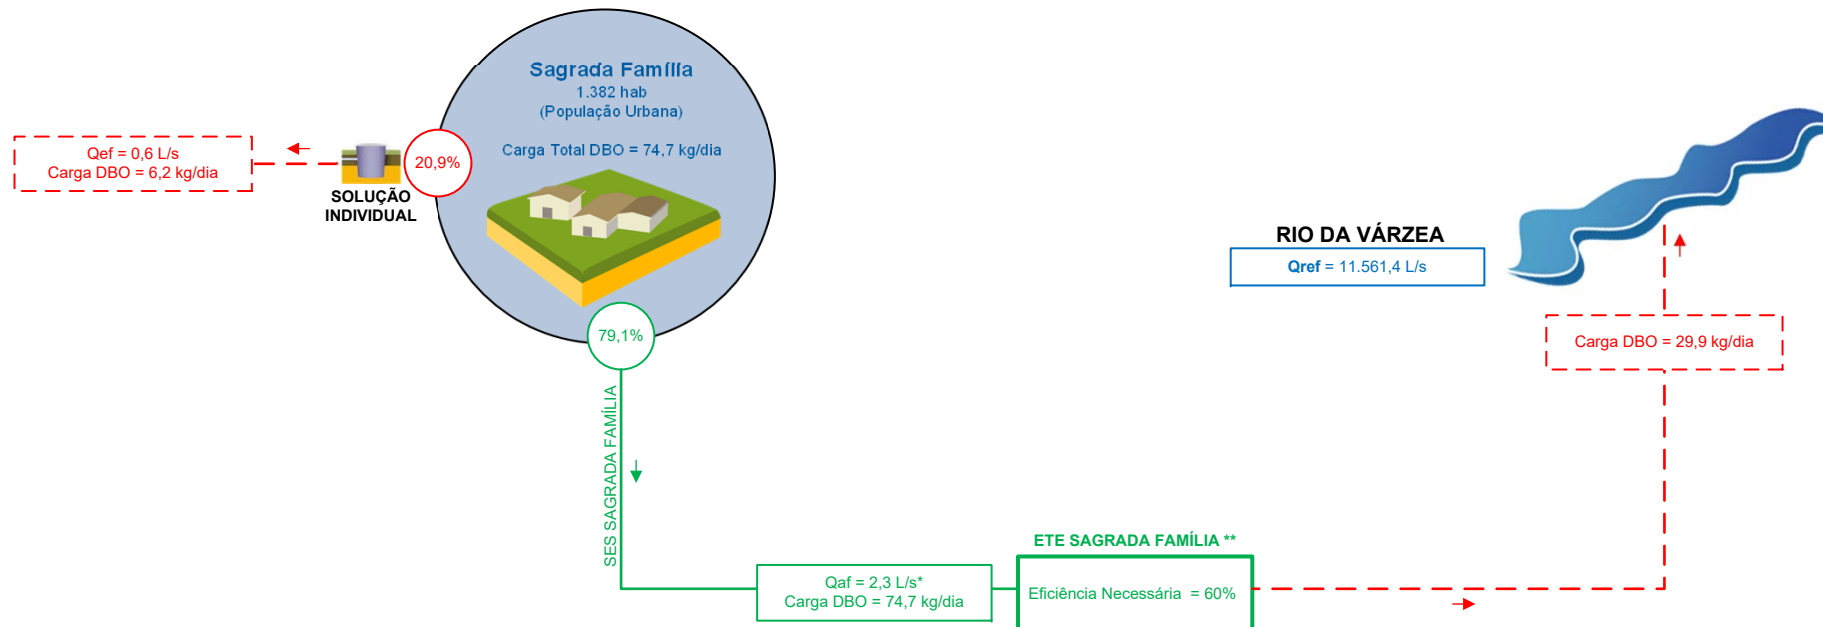 Sagrada Família
1.382 hab
(População Urbana)
Carga Total DBO = 74,7 kg/dia
Qef = 0,6 L/s
Carga DBO = 6,2 kg/dia
20,9%
SOLUÇÃO
INDIVIDUAL
79,1%
SES SAGRADA FAMÍLIA
Qaf = 2,3 L/s*
Carga DBO = 74,7 kg/dia
ETE SAGRADA FAMÍLIA **
Eficiência Necessária = 60%
RIO DA VÁRZEA
Qref = 11.561,4 L/s
Carga DBO = 29,9 kg/dia